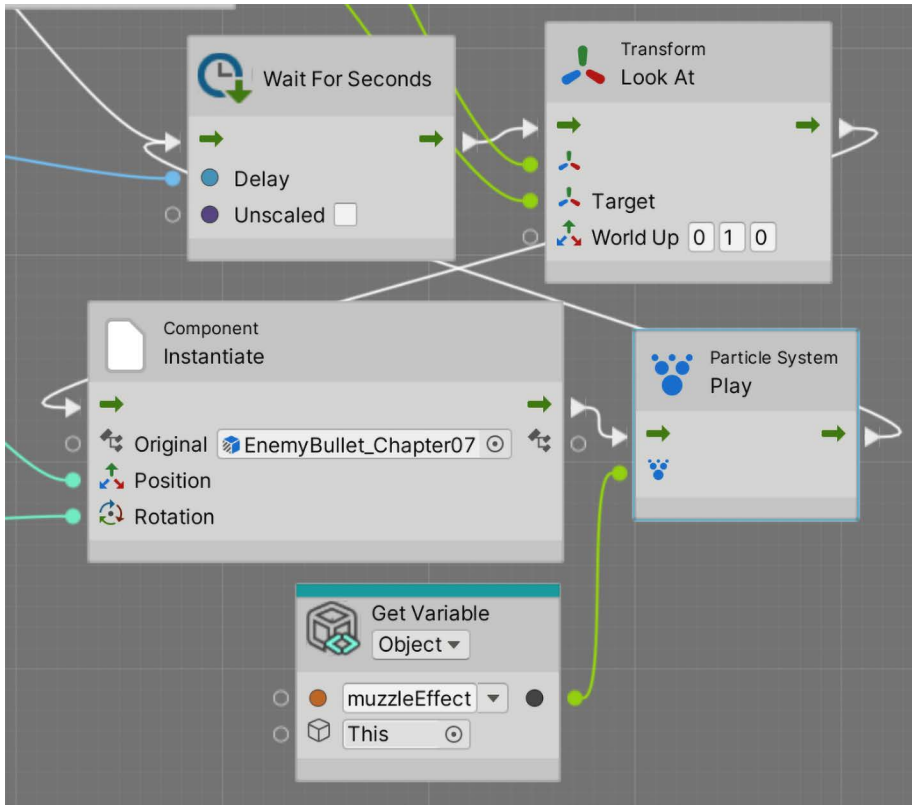 Wait For Seconds
Delay
Unscaled
Transform
Look At
Target
World Up 0 1 0
Component
Instantiate
Original EnemyBullet_Chapter07
Position
Rotation
Particle System
Play
Get Variable
Object
muzzleEffect
This